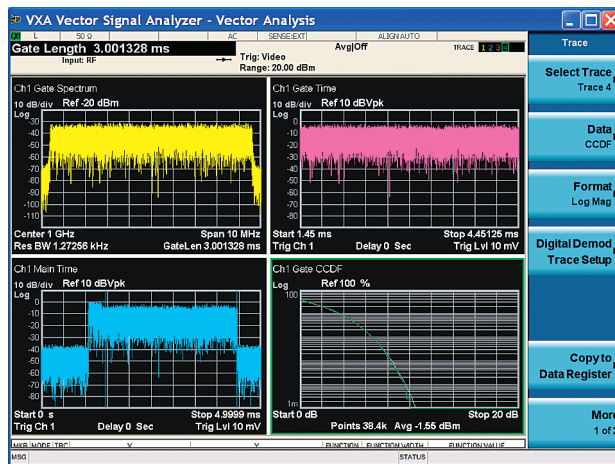 VXA Vector Signal Analyzer - Vector Analysis
L 50 Ω AC SENSE:EXT ALIGN AUTO
Gate Length 3.001328 ms
Avg|Off
TRACE 1 2 3 4
Input: RF
Trig: Video
Range: 20.00 dBm
Trace
Select Trace
Trace 4
Data
CCDF
Format
Log Mag
Digital Demod
Trace Setup
Copy to
Data Register
More
1 of 2
Ch1 Gate Spectrum
10 dB/div Ref -20 dBm
Log
-30
-40
-50
-60
-70
-80
-90
-100
-110
Center 1 GHz Span 10 MHz
Res BW 1.27256 kHz GateLen 3.001328 ms
Ch1 Gate Time
10 dB/div Ref 10 dBVpk
Log
0
-10
-20
-30
-40
-50
-60
-70
-80
Start 1.45 ms Stop 4.45125 ms
Trig Ch 1 Delay 0 Sec Trig Lvl 10 mV
Ch1 Main Time
10 dB/div Ref 10 dBVpk
Log
0
-10
-20
-30
-40
-50
-60
-70
-80
Start 0 s Stop 4.9999 ms
Trig Ch 1 Delay 0 Sec Trig Lvl 10 mV
Ch1 Gate CCDF
Ref 100 %
Log
100
1m
Start 0 dB Stop 20 dB
Points 38.4k Avg -1.55 dBm
MKR MODE TRC X Y FUNCTION FUNCTION WIDTH FUNCTION VALUE
MSG STATUS